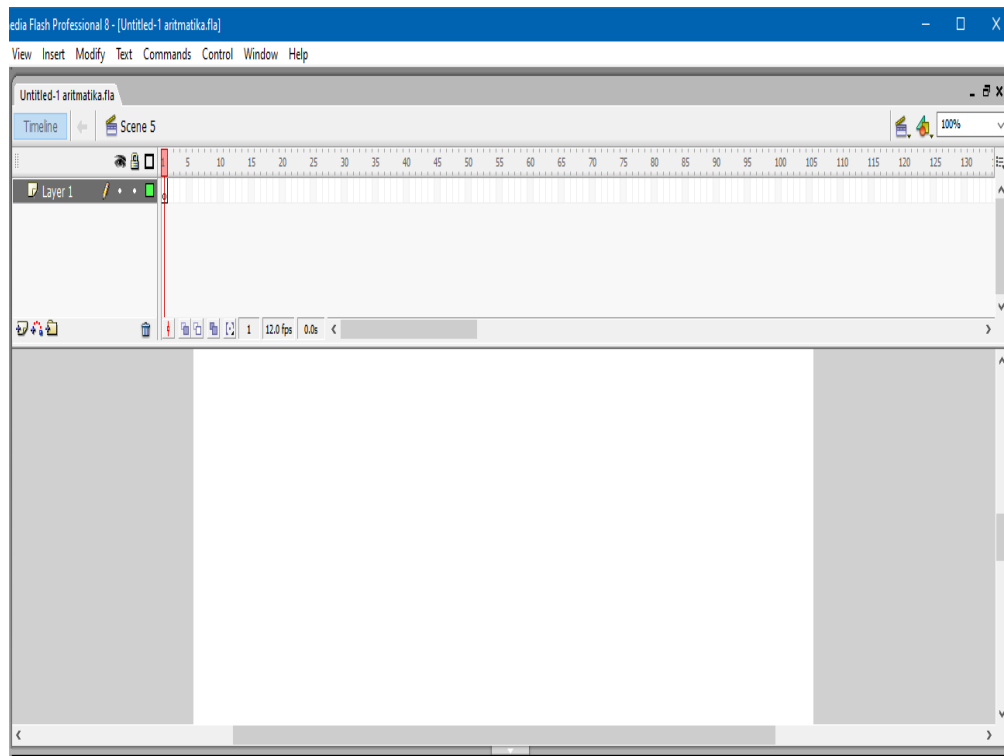 edia Flash Professional 8 - [Untitled-1 aritmatika.fla]
View Insert Modify Text Commands Control Window Help
Untitled-1 aritmatika.fla
Timeline Scene 5 100%
1 5 10 15 20 25 30 35 40 45 50 55 60 65 70 75 80 85 90 95 100 105 110 115 120 125 130
Layer 1
1 12.0 fps 0.0s